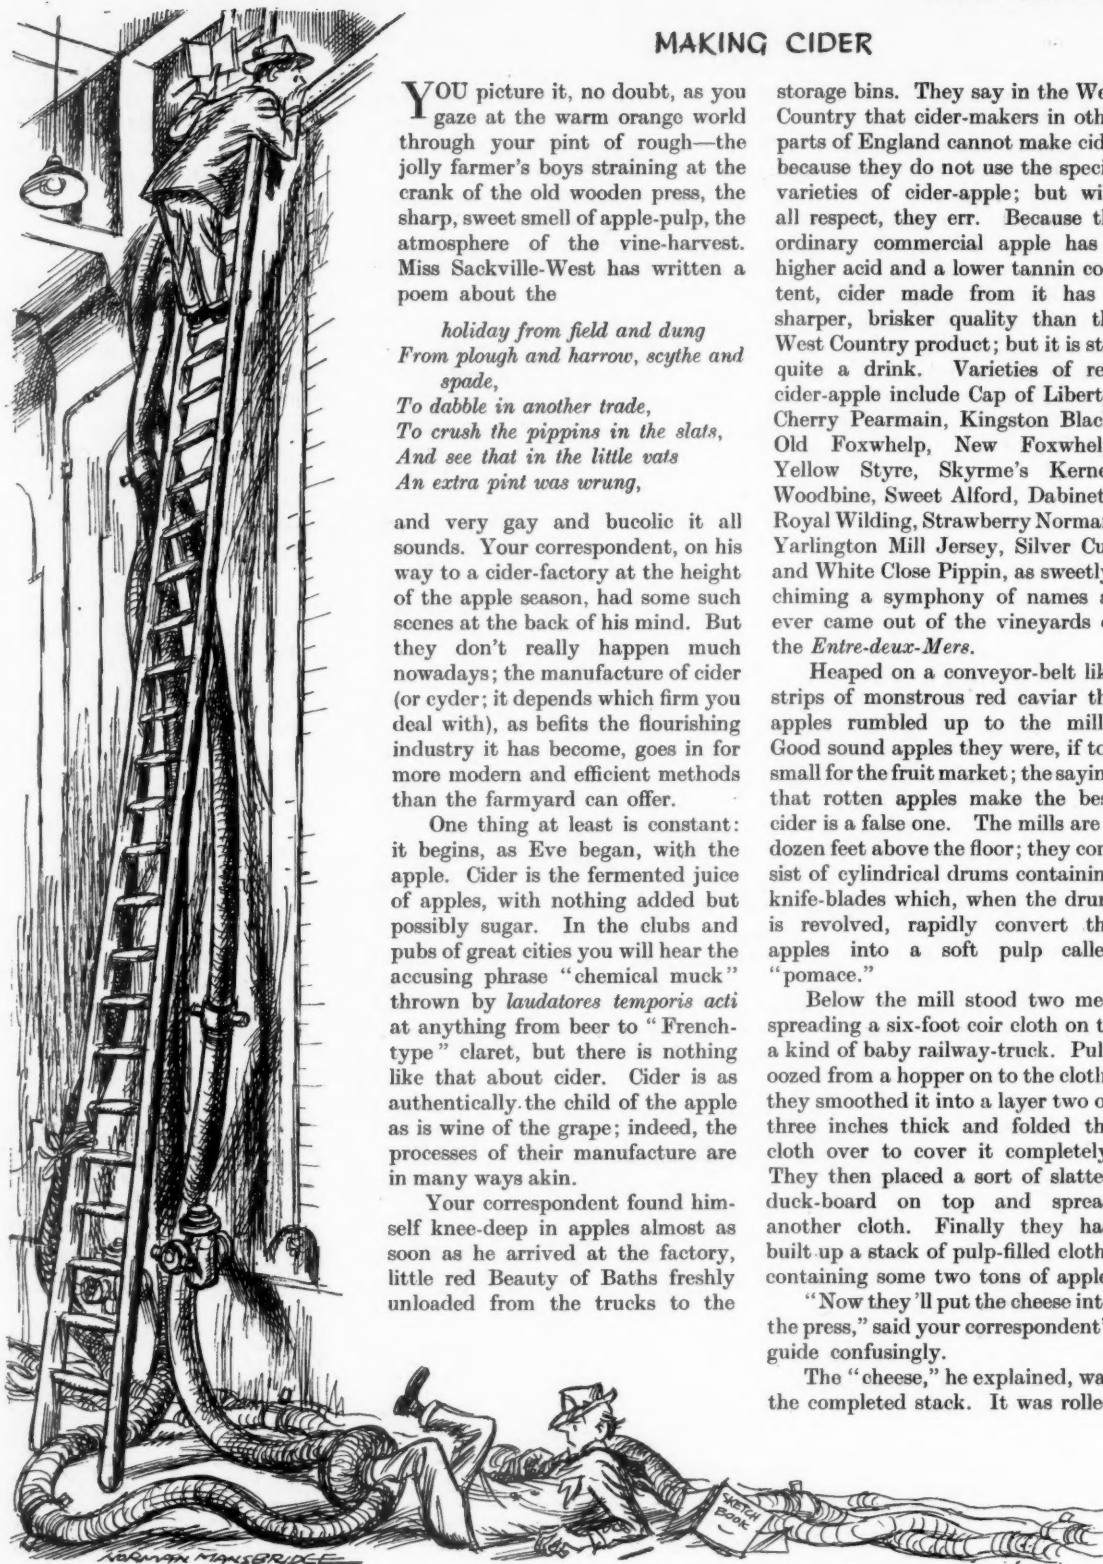 MAKING CIDER
YOU picture it, no doubt, as you
gaze at the warm orange world
through your pint of rough—the
jolly farmer's boys straining at the
crank of the old wooden press, the
sharp, sweet smell of apple-pulp, the
atmosphere of the vine-harvest.
Miss Sackville-West has written a
poem about the
holiday from field and dung
From plough and harrow, scythe and
spade,
To dabble in another trade,
To crush the pippins in the slats,
And see that in the little vats
An extra pint was wrung,
and very gay and bucolic it all
sounds. Your correspondent, on his
way to a cider-factory at the height
of the apple season, had some such
scenes at the back of his mind. But
they don't really happen much
nowadays; the manufacture of cider
(or cyder; it depends which firm you
deal with), as befits the flourishing
industry it has become, goes in for
more modern and efficient methods
than the farmyard can offer.
One thing at least is constant:
it begins, as Eve began, with the
apple. Cider is the fermented juice
of apples, with nothing added but
possibly sugar. In the clubs and
pubs of great cities you will hear the
accusing phrase "chemical muck"
thrown by laudatores temporis acti
at anything from beer to "French-
type" claret, but there is nothing
like that about cider. Cider is as
authentically the child of the apple
as is wine of the grape; indeed, the
processes of their manufacture are
in many ways akin.
Your correspondent found him-
self knee-deep in apples almost as
soon as he arrived at the factory,
little red Beauty of Baths freshly
unloaded from the trucks to the
storage bins. They say in the We
Country that cider-makers in oth
parts of England cannot make cid
because they do not use the speci
varieties of cider-apple; but wi
all respect, they err. Because th
ordinary commercial apple has
higher acid and a lower tannin co
tent, cider made from it has
sharper, brisker quality than th
West Country product; but it is sti
quite a drink. Varieties of re
cider-apple include Cap of Libert
Cherry Pearmain, Kingston Blac
Old Foxwhelp, New Foxwhel
Yellow Styre, Skyrme's Kerne
Woodbine, Sweet Alford, Dabinet
Royal Wilding, Strawberry Norman
Yarlington Mill Jersey, Silver Cu
and White Close Pippin, as sweetly
chiming a symphony of names a
ever came out of the vineyards o
the Entre-deux-Mers.
Heaped on a conveyor-belt lik
strips of monstrous red caviar th
apples rumbled up to the mill
Good sound apples they were, if to
small for the fruit market; the sayin
that rotten apples make the bes
cider is a false one. The mills are
dozen feet above the floor; they con
sist of cylindrical drums containin
knife-blades which, when the drum
is revolved, rapidly convert th
apples into a soft pulp calle
"pomace."
Below the mill stood two me
spreading a six-foot coir cloth on t
a kind of baby railway-truck. Pul
oozed from a hopper on to the cloth
they smoothed it into a layer two o
three inches thick and folded th
cloth over to cover it completely
They then placed a sort of slatte
duck-board on top and sprea
another cloth. Finally they ha
built up a stack of pulp-filled cloth
containing some two tons of apple
"Now they'll put the cheese int
the press," said your correspondent'
guide confusingly.
The "cheese," he explained, wa
the completed stack. It was rolle
SKETCH
BOOK
NORMAN MANSBRIDGE